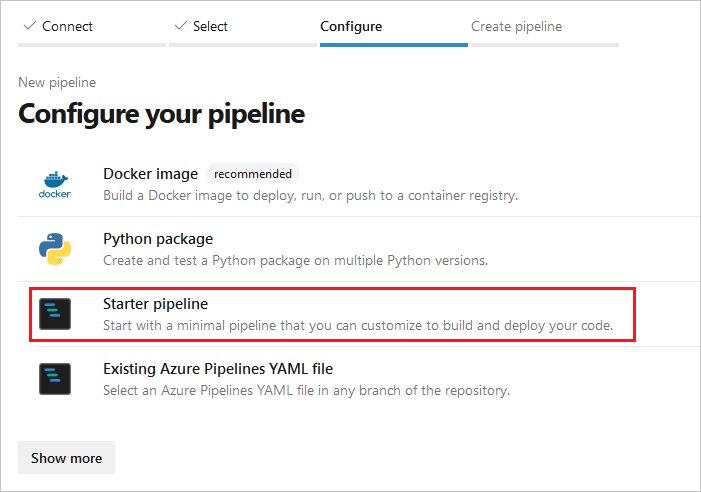 Connect Select Configure Create pipeline
New pipeline
Configure your pipeline
Docker image recommended
Build a Docker image to deploy, run, or push to a container registry.
docker
Python package
Create and test a Python package on multiple Python versions.
Starter pipeline
Start with a minimal pipeline that you can customize to build and deploy your code.
Existing Azure Pipelines YAML file
Select an Azure Pipelines YAML file in any branch of the repository.
Show more